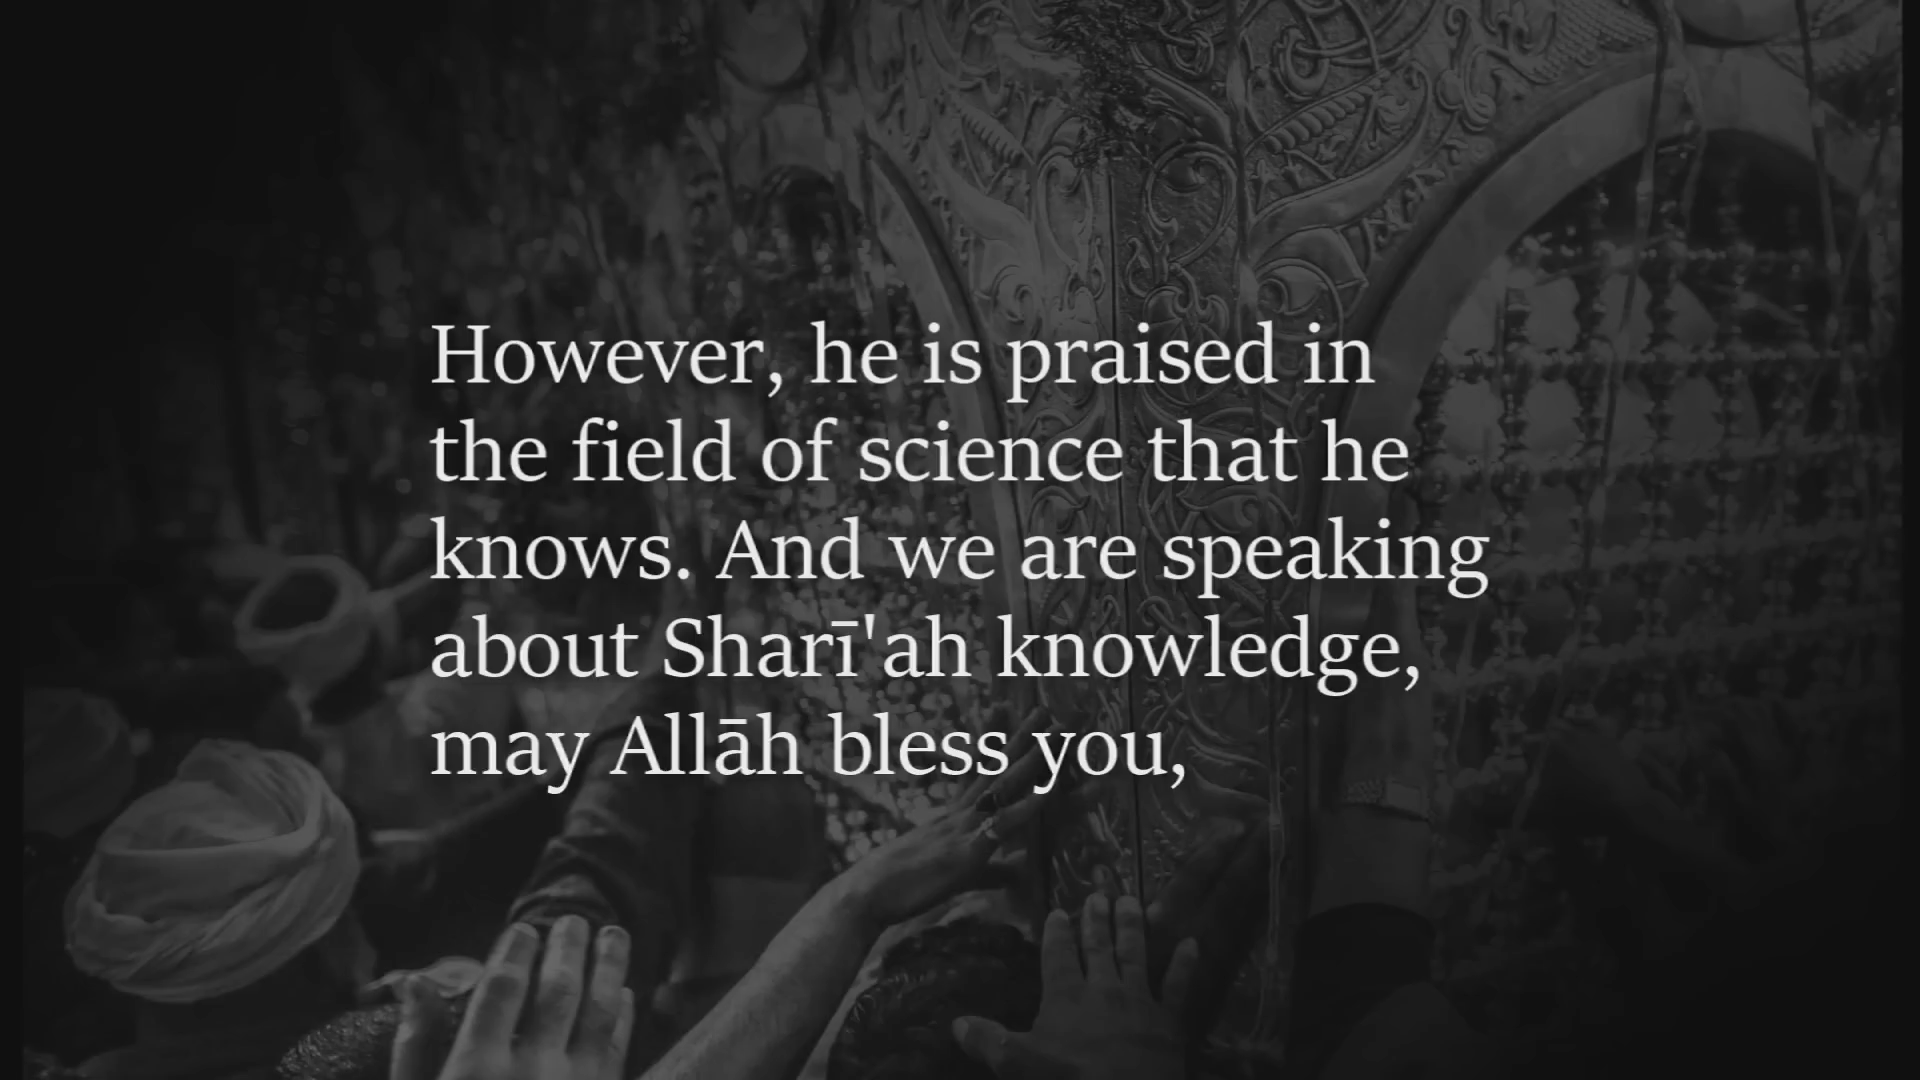 However, he is praised in
the field of science that he
knows. And we are speaking
about Sharī'ah knowledge,
may Allāh bless you,